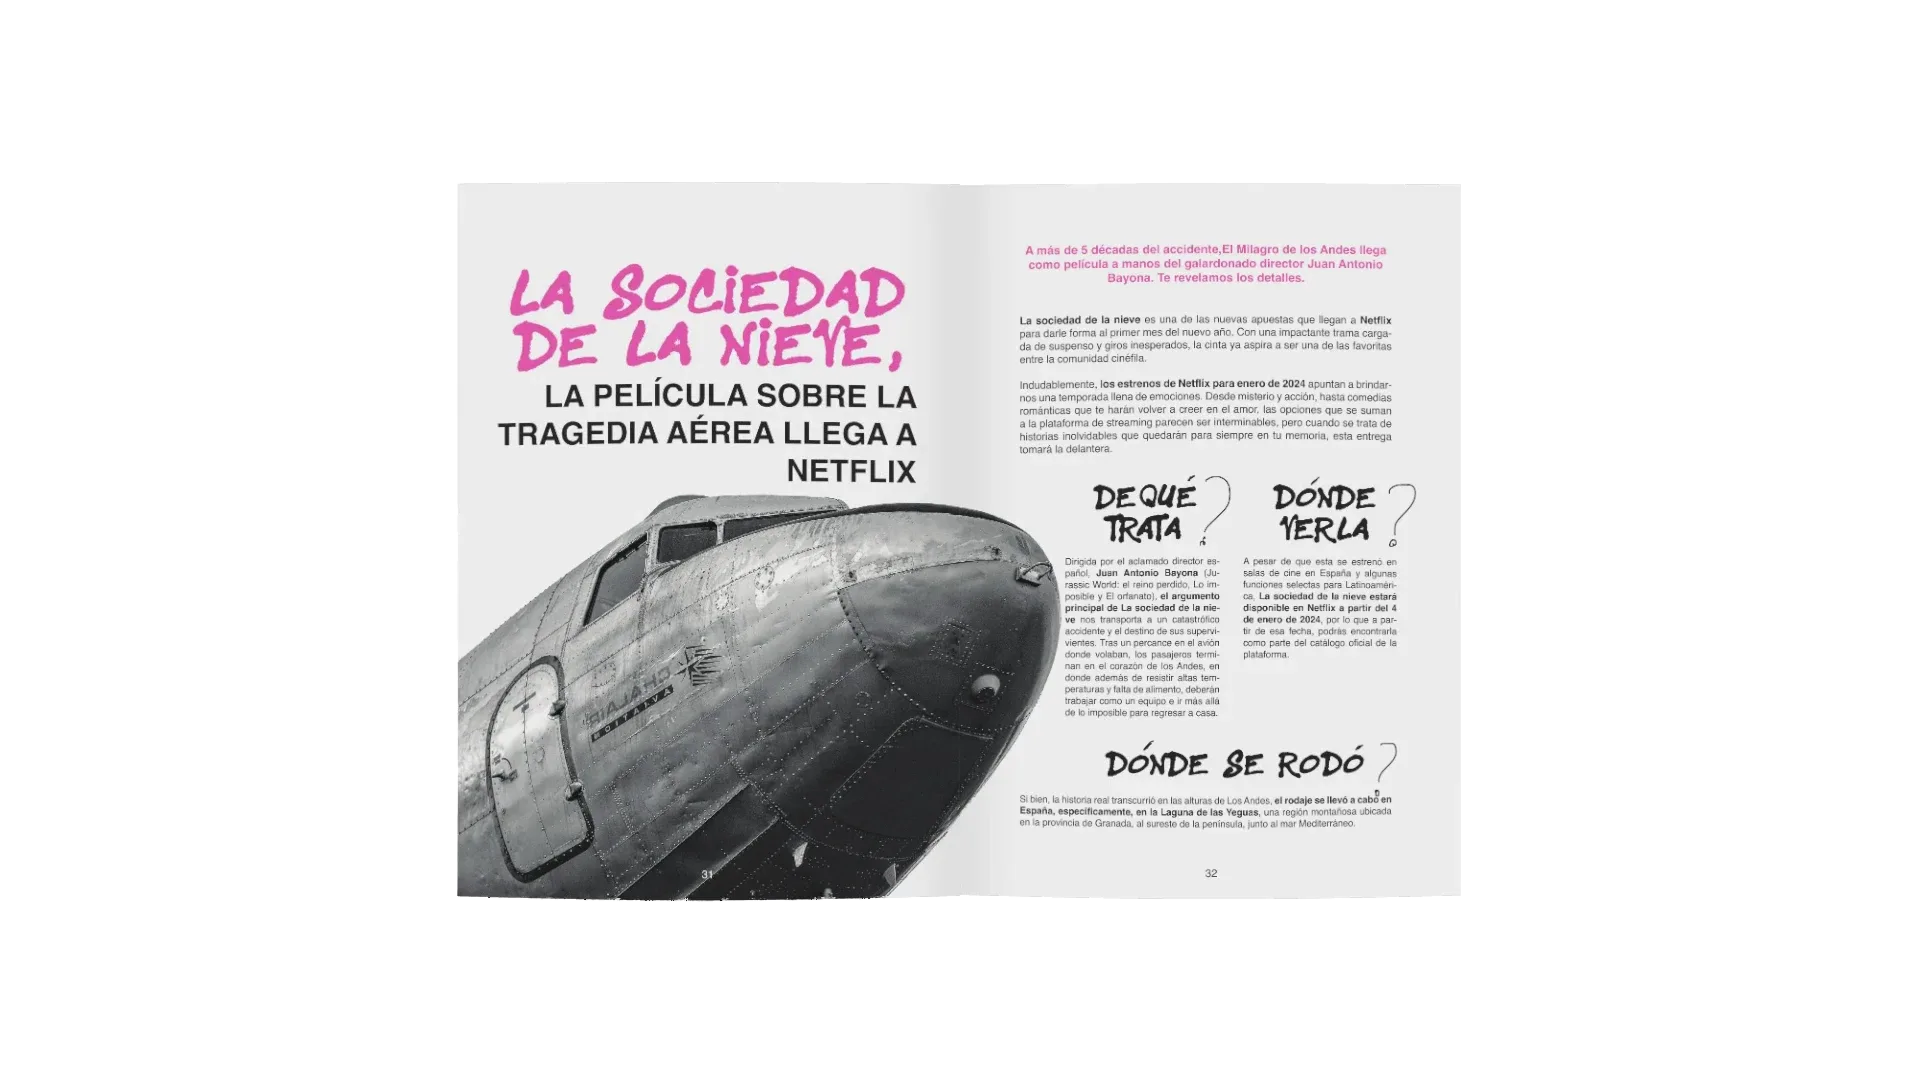 LA SOCIEDAD
DE LA NIEVE,
LA PELÍCULA SOBRE LA
TRAGEDIA AÉREA LLEGA A
NETFLIX
CHALAIR
AVIATION
31
A más de 5 décadas del accidente,El Milagro de los Andes llega
como película a manos del galardonado director Juan Antonio
Bayona. Te revelamos los detalles.
La sociedad de la nieve es una de las nuevas apuestas que llegan a Netflix
para darle forma al primer mes del nuevo año. Con una impactante trama carga-
da de suspenso y giros inesperados, la cinta ya aspira a ser una de las favoritas
entre la comunidad cinéfila.
Indudablemente, los estrenos de Netflix para enero de 2024 apuntan a brindar-
nos una temporada llena de emociones. Desde misterio y acción, hasta comedias
románticas que te harán volver a creer en el amor, las opciones que se suman
a la plataforma de streaming parecen ser interminables, pero cuando se trata de
historias inolvidables que quedarán para siempre en tu memoria, esta entrega
tomará la delantera.
DE QUÉ
TRATA ?
Dirigida por el aclamado director es-
pañol, Juan Antonio Bayona (Ju-
rassic World: el reino perdido, Lo im-
posible y El orfanato), el argumento
principal de La sociedad de la nie-
ve nos transporta a un catastrófico
accidente y el destino de sus supervi-
vientes. Tras un percance en el avión
donde volaban, los pasajeros termi-
nan en el corazón de los Andes, en
donde además de resistir altas tem-
peraturas y falta de alimento, deberán
trabajar como un equipo e ir más allá
de lo imposible para regresar a casa.
DÓNDE
VERLA ?
A pesar de que esta se estrenó en
salas de cine en España y algunas
funciones selectas para Latinoaméri-
ca, La sociedad de la nieve estará
disponible en Netflix a partir del 4
de enero de 2024, por lo que a par-
tir de esa fecha, podrás encontrarla
como parte del catálogo oficial de la
plataforma.
DÓNDE SE RODÓ ?
Si bien, la historia real transcurrió en las alturas de Los Andes, el rodaje se llevó a cabo en
España, específicamente, en la Laguna de las Yeguas, una región montañosa ubicada
en la provincia de Granada, al sureste de la península, junto al mar Mediterráneo.
32